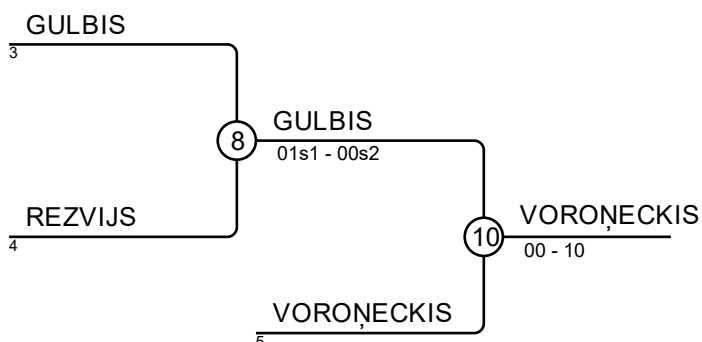 GULBIS
3
8
GULBIS
01s1 - 00s2
REZVIJS
4
10
VOROŅECKIS
00 - 10
VOROŅECKIS
5